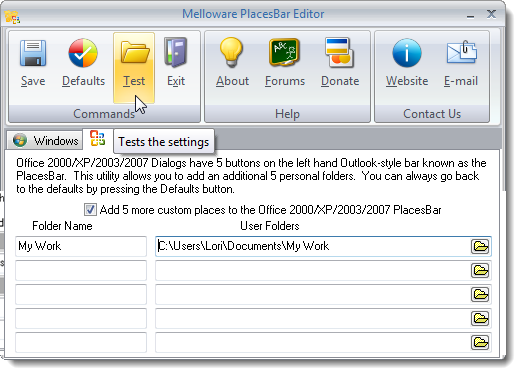 Melloware PlacesBar Editor
Save Defaults Test Exit About Forums Donate Website E-mail
Commands Help Contact Us
Windows Tests the settings
Office 2000/XP/2003/2007 Dialogs have 5 buttons on the left hand Outlook-style bar known as the
PlacesBar. This utility allows you to add an additional 5 personal folders. You can always go back
to the defaults by pressing the Defaults button.
Add 5 more custom places to the Office 2000/XP/2003/2007 PlacesBar
Folder Name User Folders
My Work C:\Users\Lori\Documents\My Work